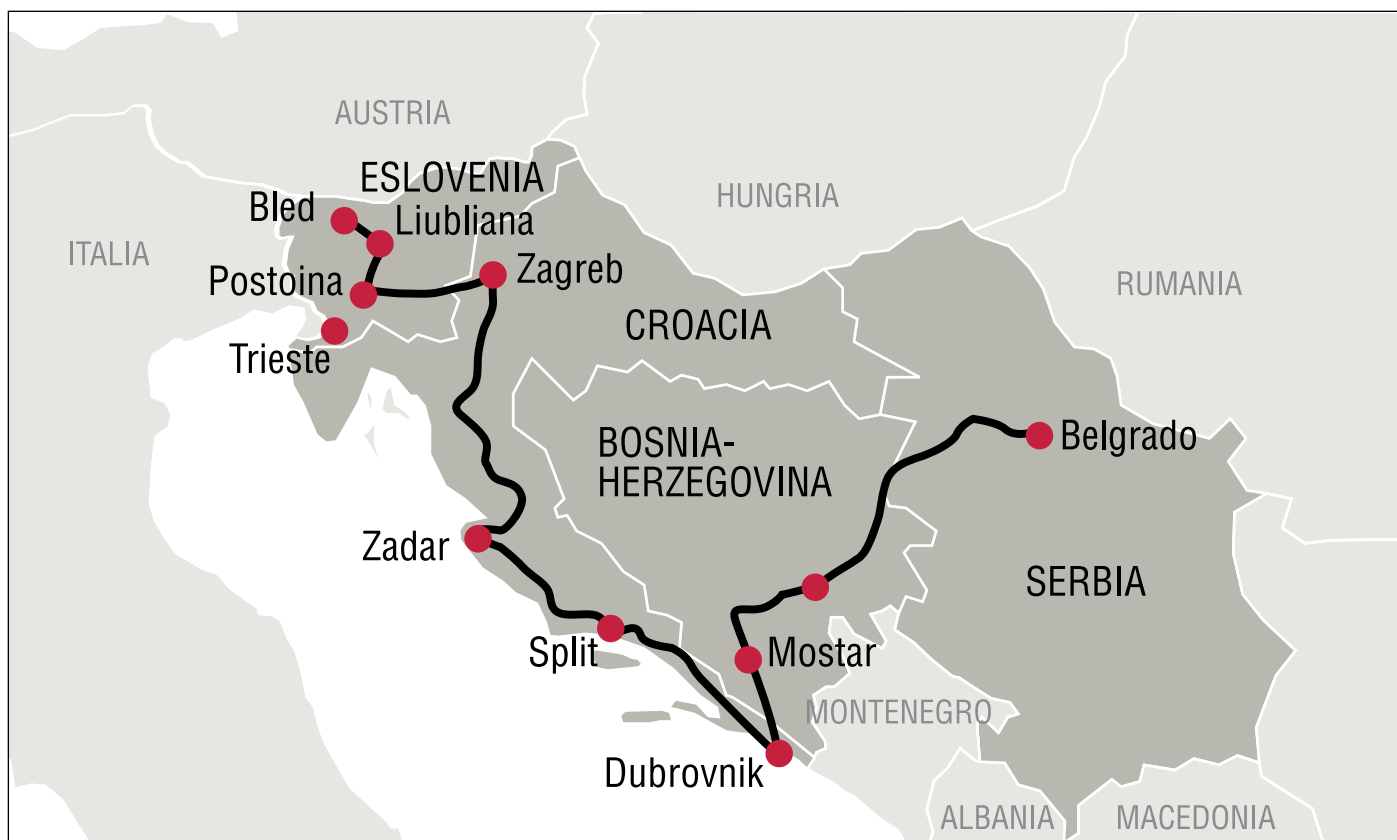 AUSTRIA
ESLOVENIA
HUNGRIA
Bled
Liubliana
ITALIA
Zagreb
Postoina
RUMANIA
CROACIA
Trieste
BOSNIA-
HERZEGOVINA
Belgrado
Zadar
SERBIA
Split
Mostar
MONTENEGRO
Dubrovnik
ALBANIA
MACEDONIA